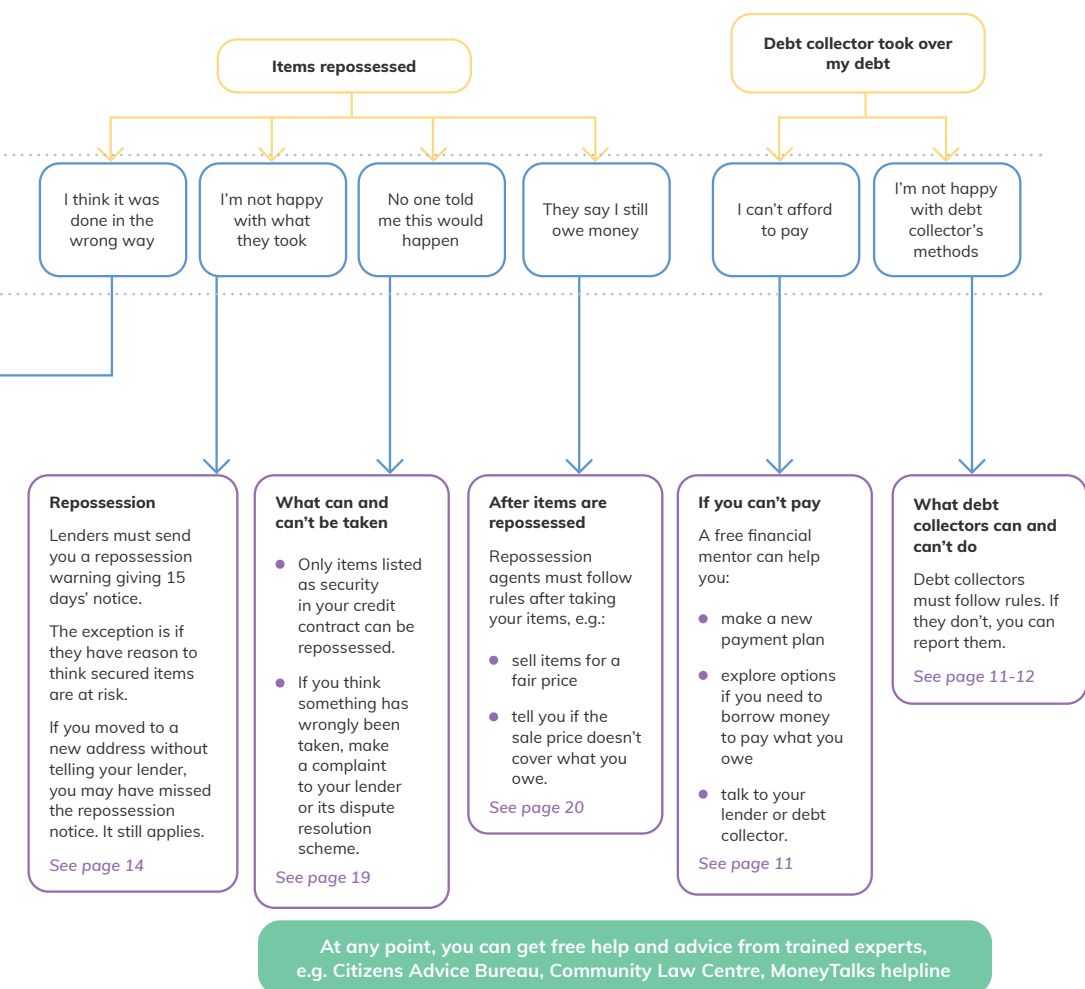 Items repossessed
Debt collector took over
my debt
I think it was
done in the
wrong way
I'm not happy
with what
they took
No one told
me this would
happen
They say I still
owe money
I can't afford
to pay
I'm not happy
with debt
collector's
methods
Repossession
Lenders must send
you a repossession
warning giving 15
days' notice.
The exception is if
they have reason to
think secured items
are at risk.
If you moved to a
new address without
telling your lender,
you may have missed
the repossession
notice. It still applies.
See page 14
What can and
can't be taken
• Only items listed
as security
in your credit
contract can be
repossessed.
• If you think
something has
wrongly been
taken, make
a complaint
to your lender
or its dispute
resolution
scheme.
See page 19
After items are
repossessed
Repossession
agents must follow
rules after taking
your items, e.g.:
• sell items for a
fair price
• tell you if the
sale price doesn't
cover what you
owe.
See page 20
If you can't pay
A free financial
mentor can help
you:
• make a new
payment plan
• explore options
if you need to
borrow money
to pay what you
owe
• talk to your
lender or debt
collector.
See page 11
What debt
collectors can and
can't do
Debt collectors
must follow rules. If
they don't, you can
report them.
See page 11-12
At any point, you can get free help and advice from trained experts,
e.g. Citizens Advice Bureau, Community Law Centre, MoneyTalks helpline